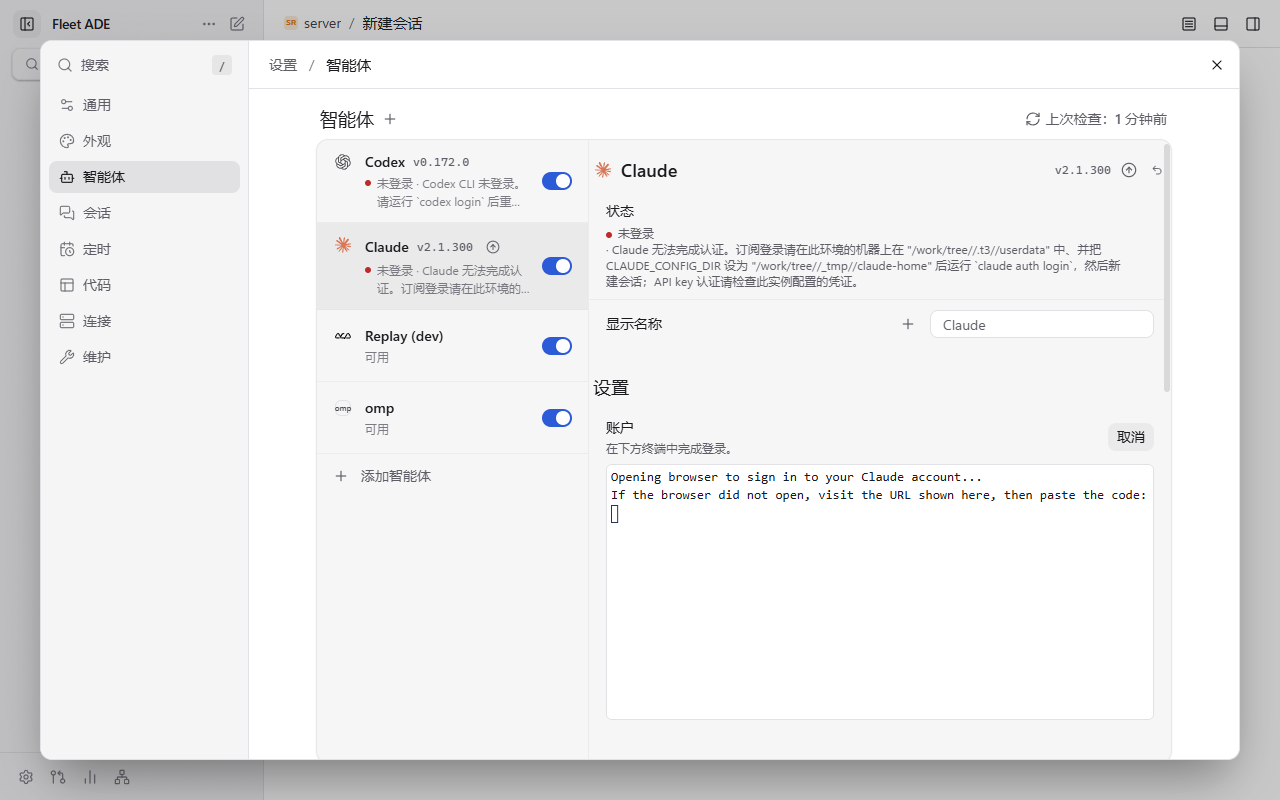 Fleet ADE
SR server / 新建会话
搜索 /
通用
外观
智能体
会话
定时
代码
连接
维护
设置 / 智能体
智能体
上次检查：1 分钟前
Codex v0.172.0
未登录 · Codex CLI 未登录。
请运行 `codex login` 后重...
Claude v2.1.300
未登录 · Claude 无法完成认
证。订阅登录请在此环境的...
Replay (dev)
可用
omp omp
可用
添加智能体
Claude
v2.1.300
状态
未登录
· Claude 无法完成认证。订阅登录请在此环境的机器上在 "/work/tree//.t3//userdata" 中、并把
CLAUDE_CONFIG_DIR 设为 "/work/tree//_tmp//claude-home" 后运行 `claude auth login`，然后新
建会话；API key 认证请检查此实例配置的凭证。
显示名称
Claude
设置
账户
在下方终端中完成登录。
取消
Opening browser to sign in to your Claude account...
If the browser did not open, visit the URL shown here, then paste the code: